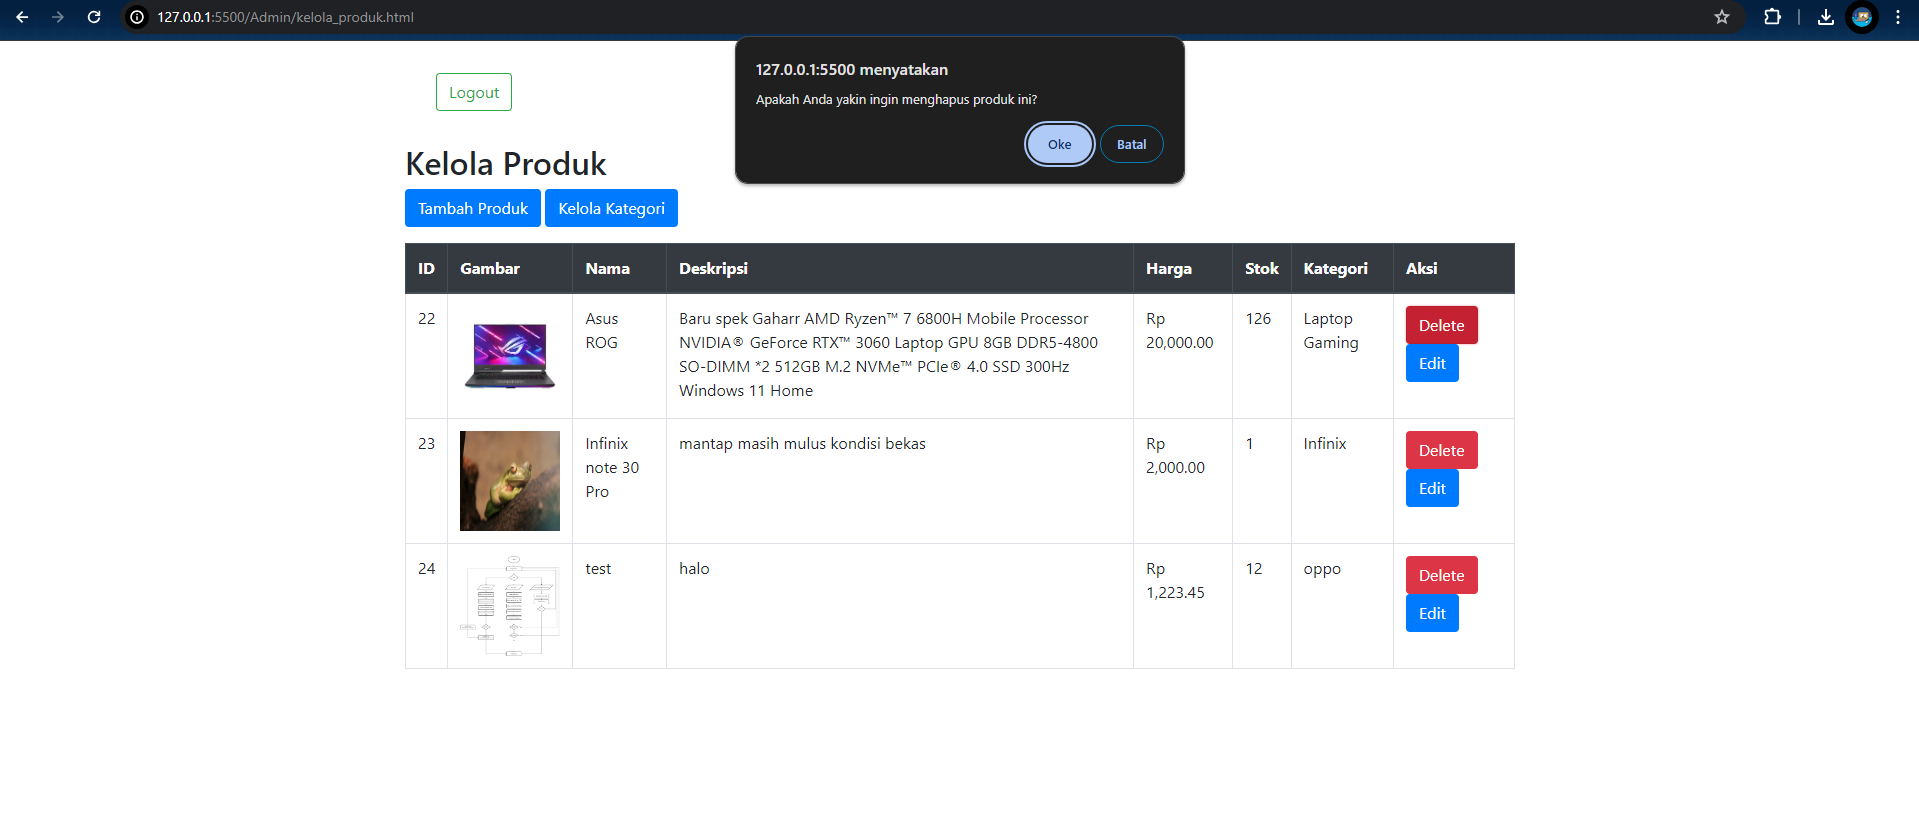 127.0.0.1:5500/Admin/kelola_produk.html
127.0.0.1:5500 menyatakan
Apakah Anda yakin ingin menghapus produk ini?
Oke Batal
Logout
Kelola Produk
Tambah Produk Kelola Kategori
ID Gambar Nama Deskripsi Harga Stok Kategori Aksi
22
Asus
ROG
Baru spek Gaharr AMD Ryzen™ 7 6800H Mobile Processor
NVIDIA® GeForce RTX™ 3060 Laptop GPU 8GB DDR5-4800
SO-DIMM *2 512GB M.2 NVMe™ PCIe® 4.0 SSD 300Hz
Windows 11 Home
Rp
20,000.00
126
Laptop
Gaming
Delete
Edit
23
Infinix
note 30
Pro
mantap masih mulus kondisi bekas
Rp
2,000.00
1
Infinix
Delete
Edit
24
test
halo
Rp
1,223.45
12
oppo
Delete
Edit